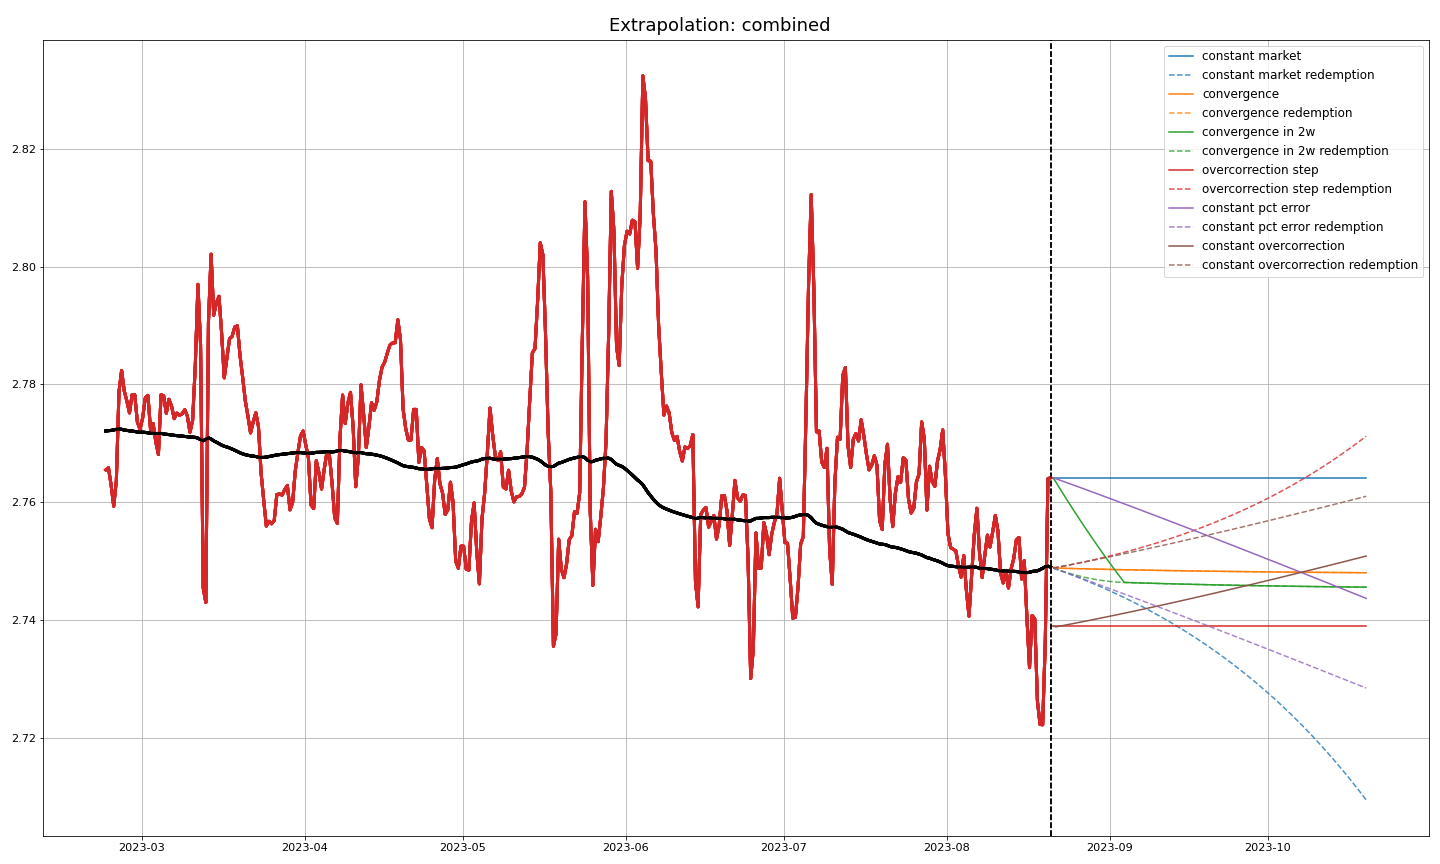 Extrapolation: combined
constant market
constant market redemption
convergence
convergence redemption
convergence in 2w
convergence in 2w redemption
overcorrection step
overcorrection step redemption
constant pct error
constant pct error redemption
constant overcorrection
constant overcorrection redemption
2.82
2.80
2.78
2.76
2.74
2.72
2023-03 2023-04 2023-05 2023-06 2023-07 2023-08 2023-09 2023-10